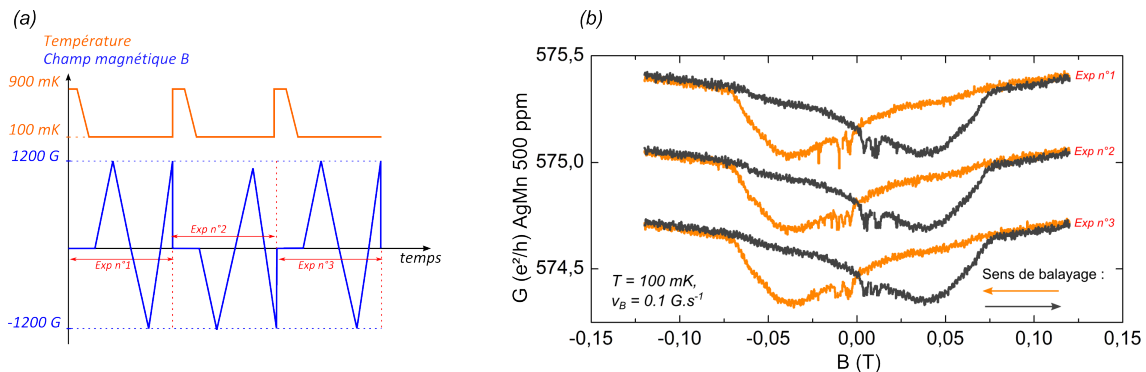 (a)
Température
Champ magnétique B
900 mK
100 mK
1200 G
Exp n°2
Exp n°1
Exp n°3
temps
-1200 G
(b)
G (e²/h) AgMn 500 ppm
575,5
575,0
574,5
Exp n°1
Exp n°2
Exp n°3
T = 100 mK,
v_B = 0.1 G.s⁻¹
Sens de balayage :
-0,15
-0,10
-0,05
0,00
0,05
0,10
0,15
B (T)